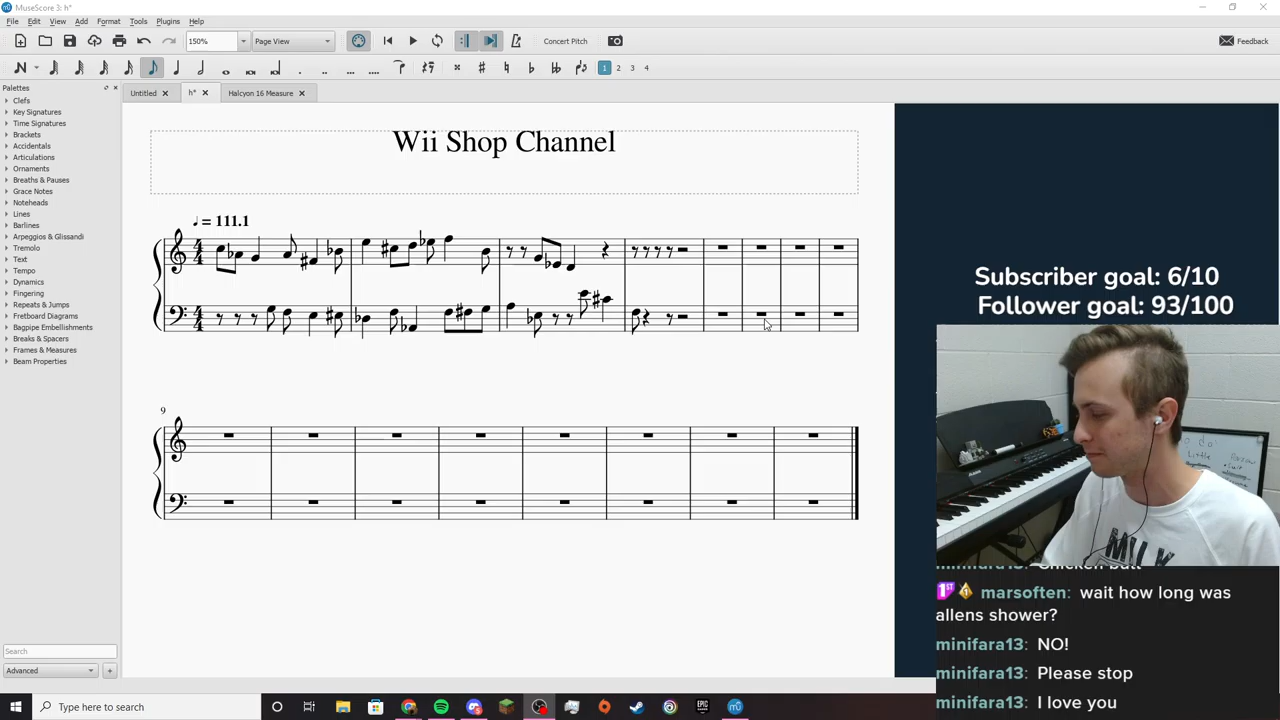 MuseScore 3: h*
File Edit View Add Format Tools Plugins Help
150% Page View Concert Pitch Feedback
N 1 2 3 4
Palettes
Untitled h* Halcyon 16 Measure
Clefs
Key Signatures
Time Signatures
Brackets
Accidentals
Articulations
Ornaments
Breaths & Pauses
Grace Notes
Noteheads
Lines
Barlines
Arpeggios & Glissandi
Tremolo
Text
Tempo
Dynamics
Fingering
Repeats & Jumps
Fretboard Diagrams
Bagpipe Embellishments
Breaks & Spacers
Frames & Measures
Beam Properties
Wii Shop Channel
= 111.1
9
Subscriber goal: 6/10
Follower goal: 93/100
MILK
minifara13: Chicken butt
marsoften: wait how long was
allens shower?
minifara13: NO!
minifara13: Please stop
minifara13: I love you
Search
Advanced +
Type here to search
EPIC